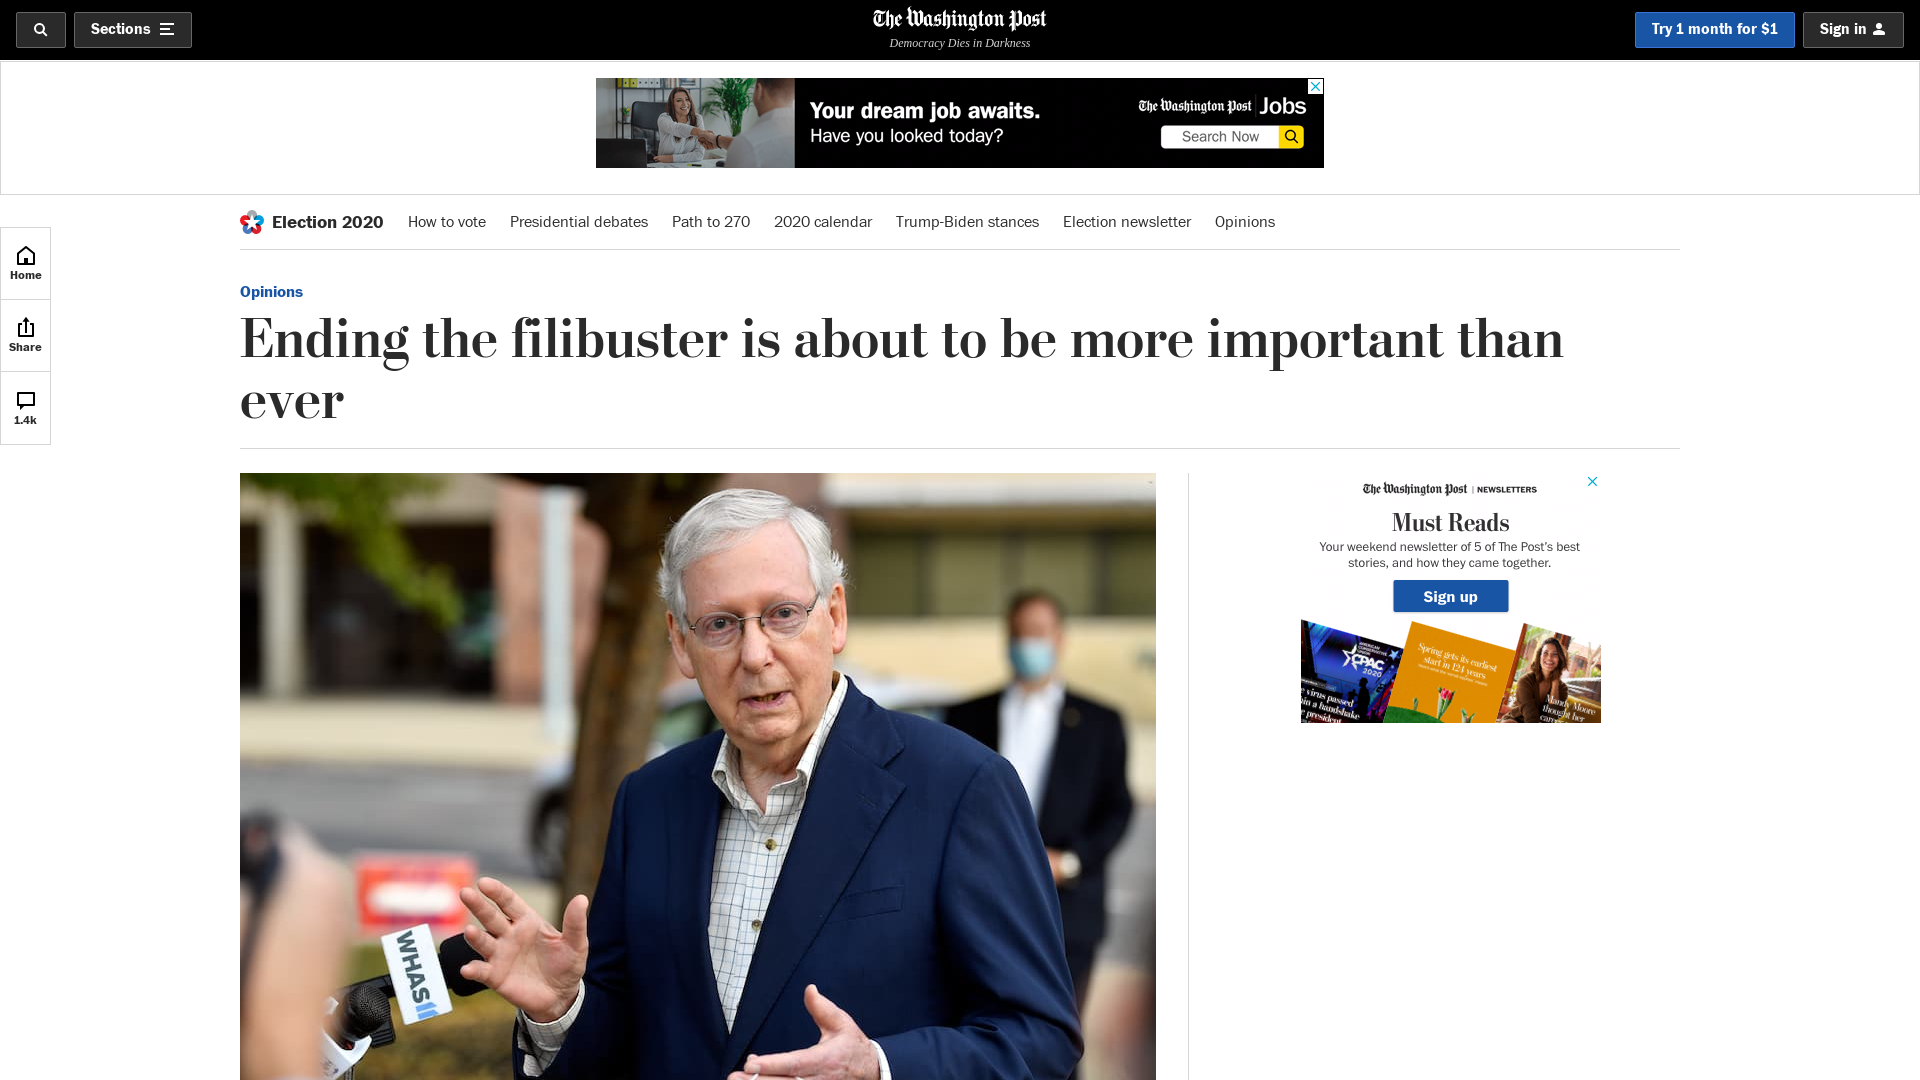 Sections
The Washington Post
Democracy Dies in Darkness
Try 1 month for $1
Sign in
Your dream job awaits.
Have you looked today?
The Washington Post Jobs
Search Now
Election 2020
How to vote
Presidential debates
Path to 270
2020 calendar
Trump-Biden stances
Election newsletter
Opinions
Home
Share
1.4k
Opinions
Ending the filibuster is about to be more important than
ever
The Washington Post | NEWSLETTERS
Must Reads
Your weekend newsletter of 5 of The Post's best
stories, and how they came together.
Sign up
AMERICAN
CONSERVATIVE
UNION
CPAC
2020
e virus passed
in a handshake
e president
Spring gets its earliest
start in 124 years
Mandy Moore
thought her
WHAS